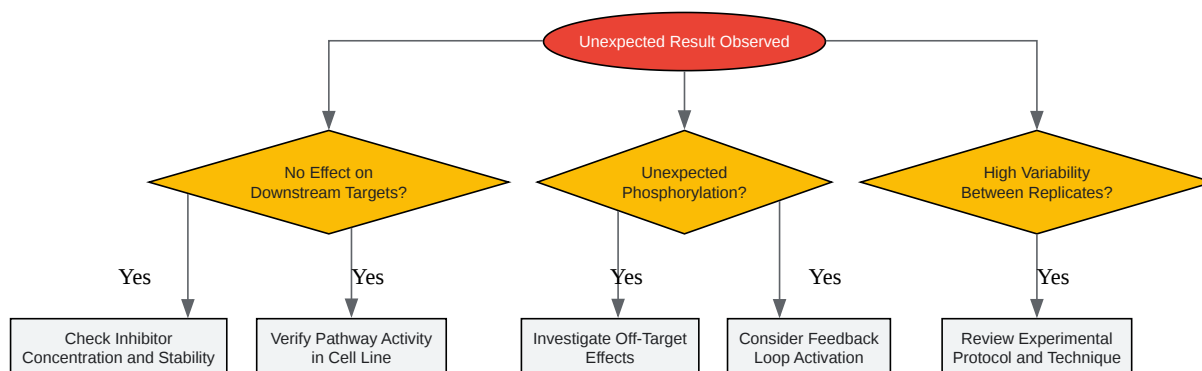 Unexpected Result Observed
No Effect on
Downstream Targets?
Unexpected
Phosphorylation?
High Variability
Between Replicates?
Yes
Yes
Yes
Yes
Yes
Check Inhibitor
Concentration and Stability
Verify Pathway Activity
in Cell Line
Investigate Off-Target
Effects
Consider Feedback
Loop Activation
Review Experimental
Protocol and Technique